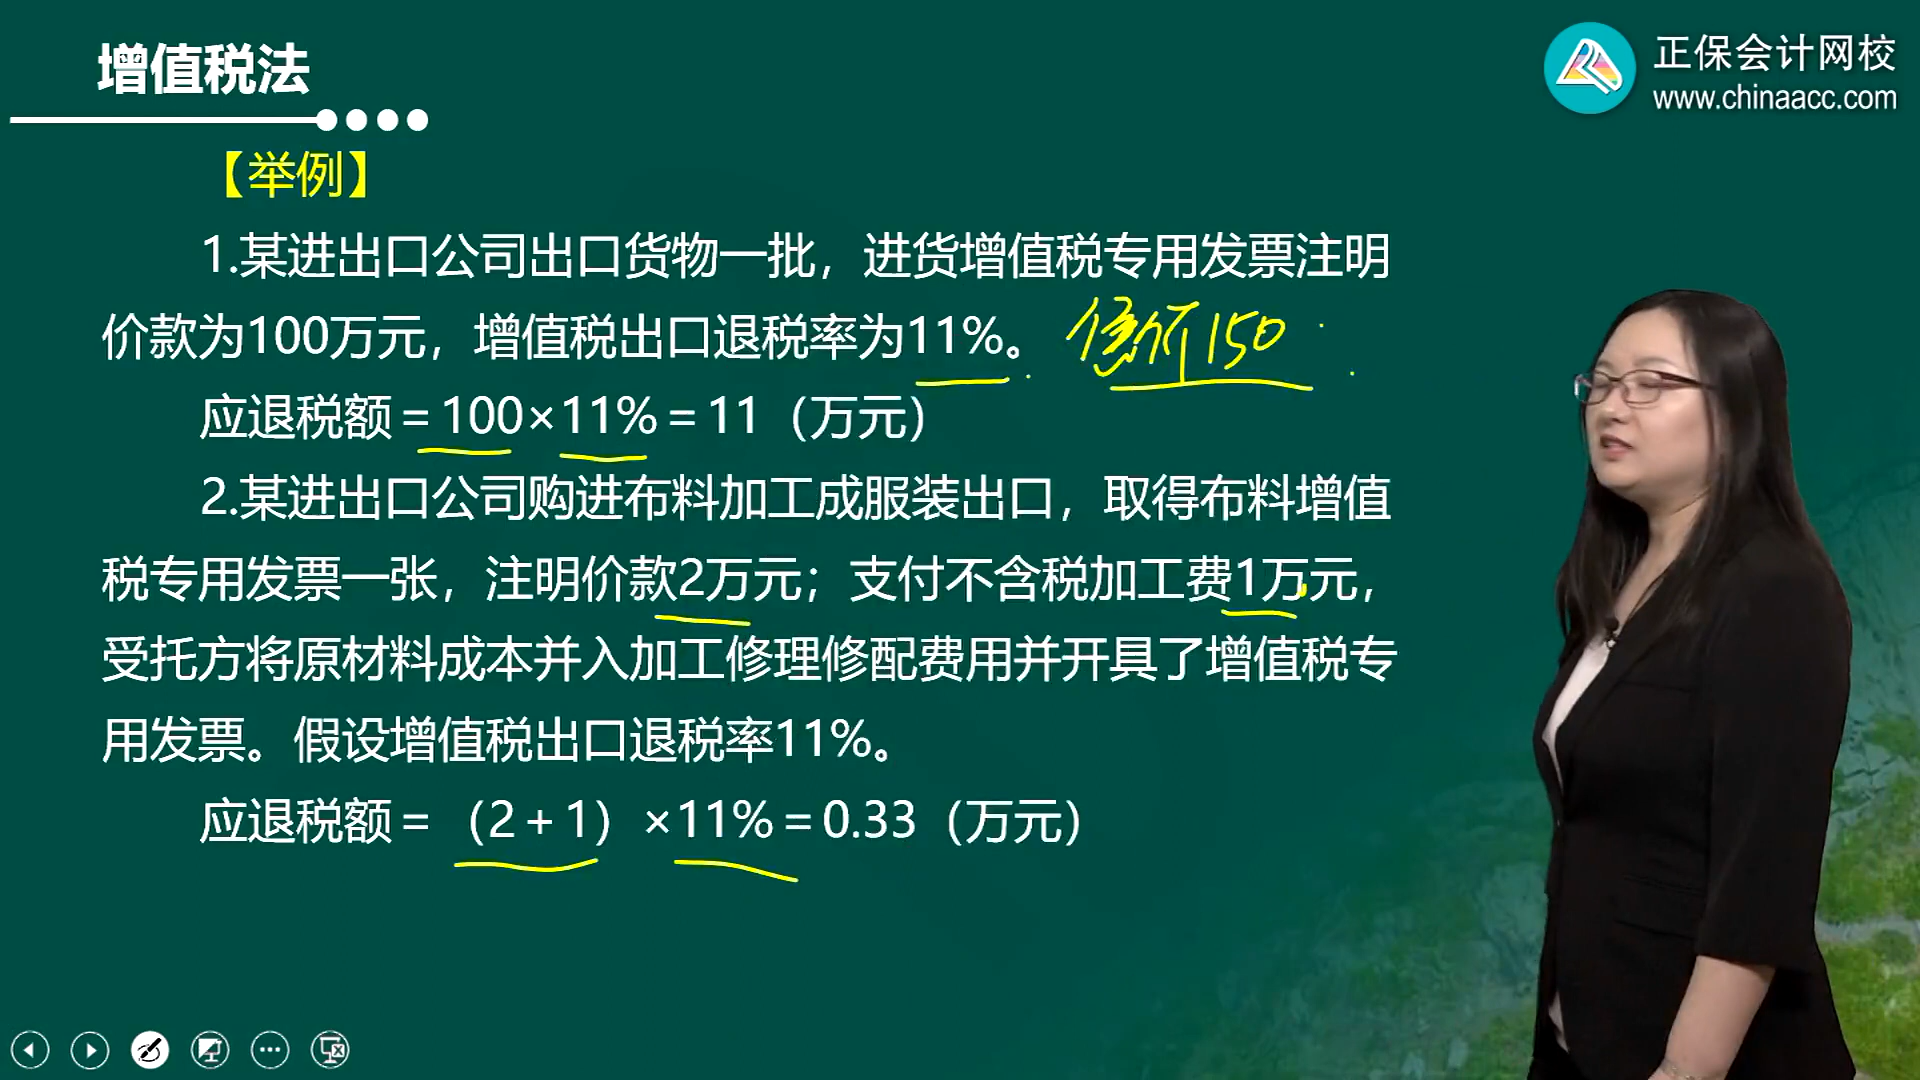 增值税法
正保会计网校
www.chinaacc.com
【举例】
1.某进出口公司出口货物一批，进货增值税专用发票注明
价款为100万元，增值税出口退税率为11%。 150
应退税额＝100×11%＝11（万元）
2.某进出口公司购进布料加工成服装出口，取得布料增值
税专用发票一张，注明价款2万元；支付不含税加工费1万元，
受托方将原材料成本并入加工修理修配费用并开具了增值税专
用发票。假设增值税出口退税率11%。
应退税额＝（2＋1）×11%＝0.33（万元）